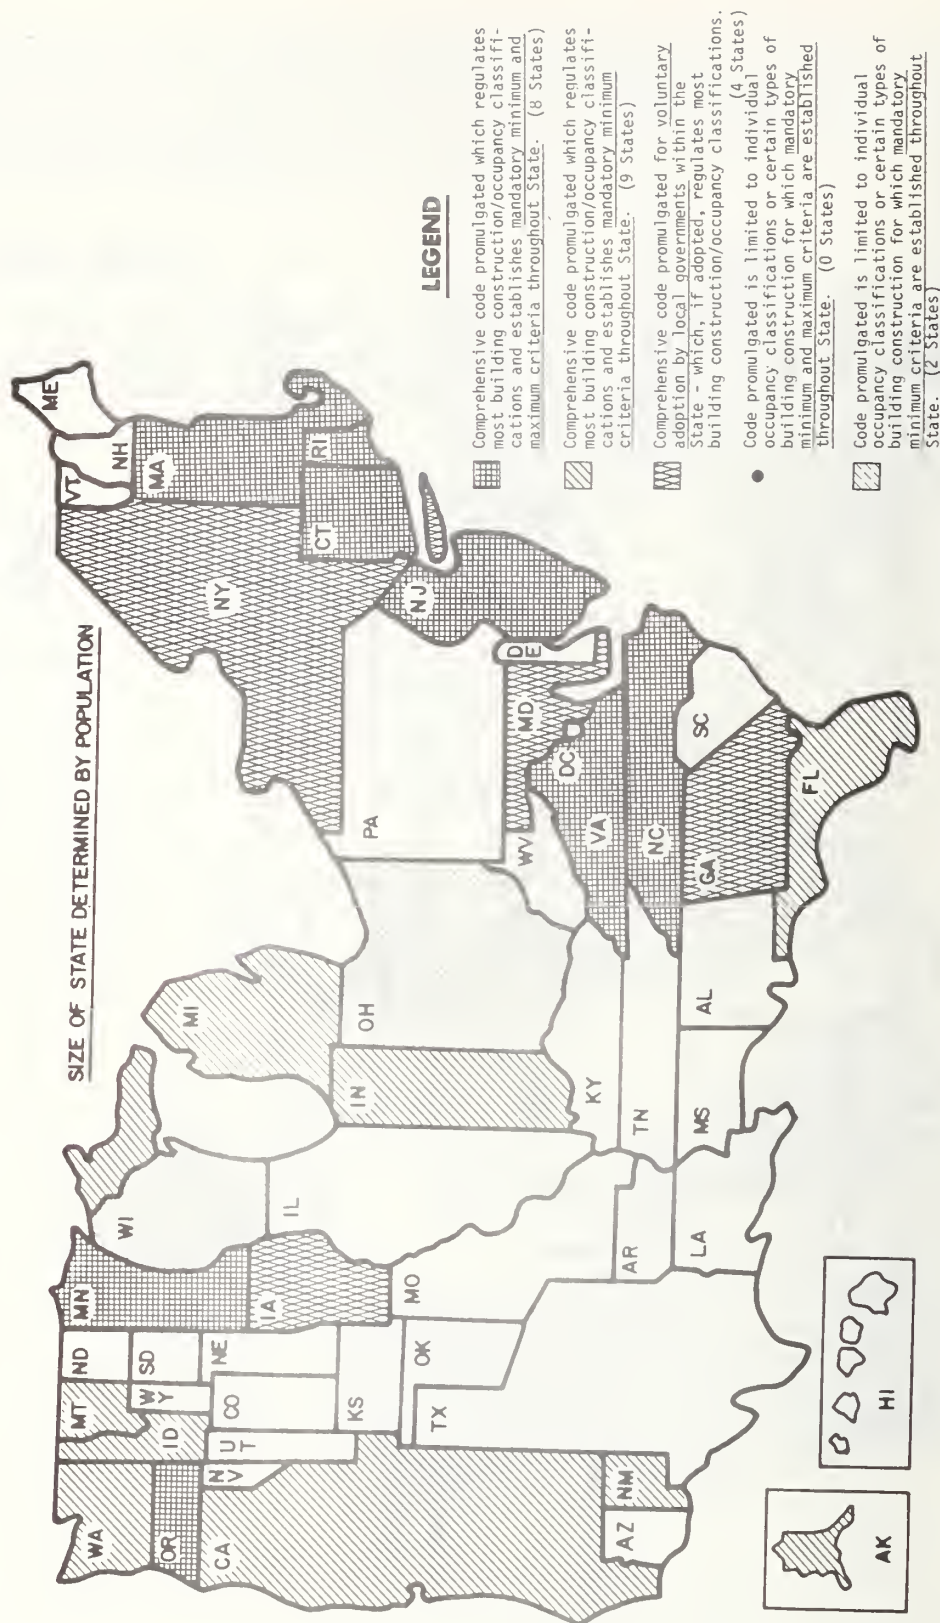 SIZE OF STATE DETERMINED BY POPULATION
WA
OR
CA
NV
ID
MT
WY
UT
CO
AZ
NM
ND
SD
NE
KS
OK
TX
MN
IA
MO
AR
LA
WI
IL
MI
IN
OH
KY
TN
MS
AL
GA
FL
SC
NC
VA
WV
DC
MD
DE
PA
NJ
NY
CT
RI
MA
VT
NH
ME
AK
HI
LEGEND
Comprehensive code promulgated which regulates
most building construction/occupancy classifi-
cations and establishes mandatory minimum and
maximum criteria throughout State. (8 States)
Comprehensive code promulgated which regulates
most building construction/occupancy classifi-
cations and establishes mandatory minimum
criteria throughout State. (9 States)
Comprehensive code promulgated for voluntary
adoption by local governments within the
State - which, if adopted, regulates most
building construction/occupancy classifications.
(4 States)
Code promulgated is limited to individual
occupancy classifications or certain types of
building construction for which mandatory
minimum and maximum criteria are established
throughout State. (0 States)
Code promulgated is limited to individual
occupancy classifications or certain types of
building construction for which mandatory
minimum criteria are established throughout
State. (2 States)